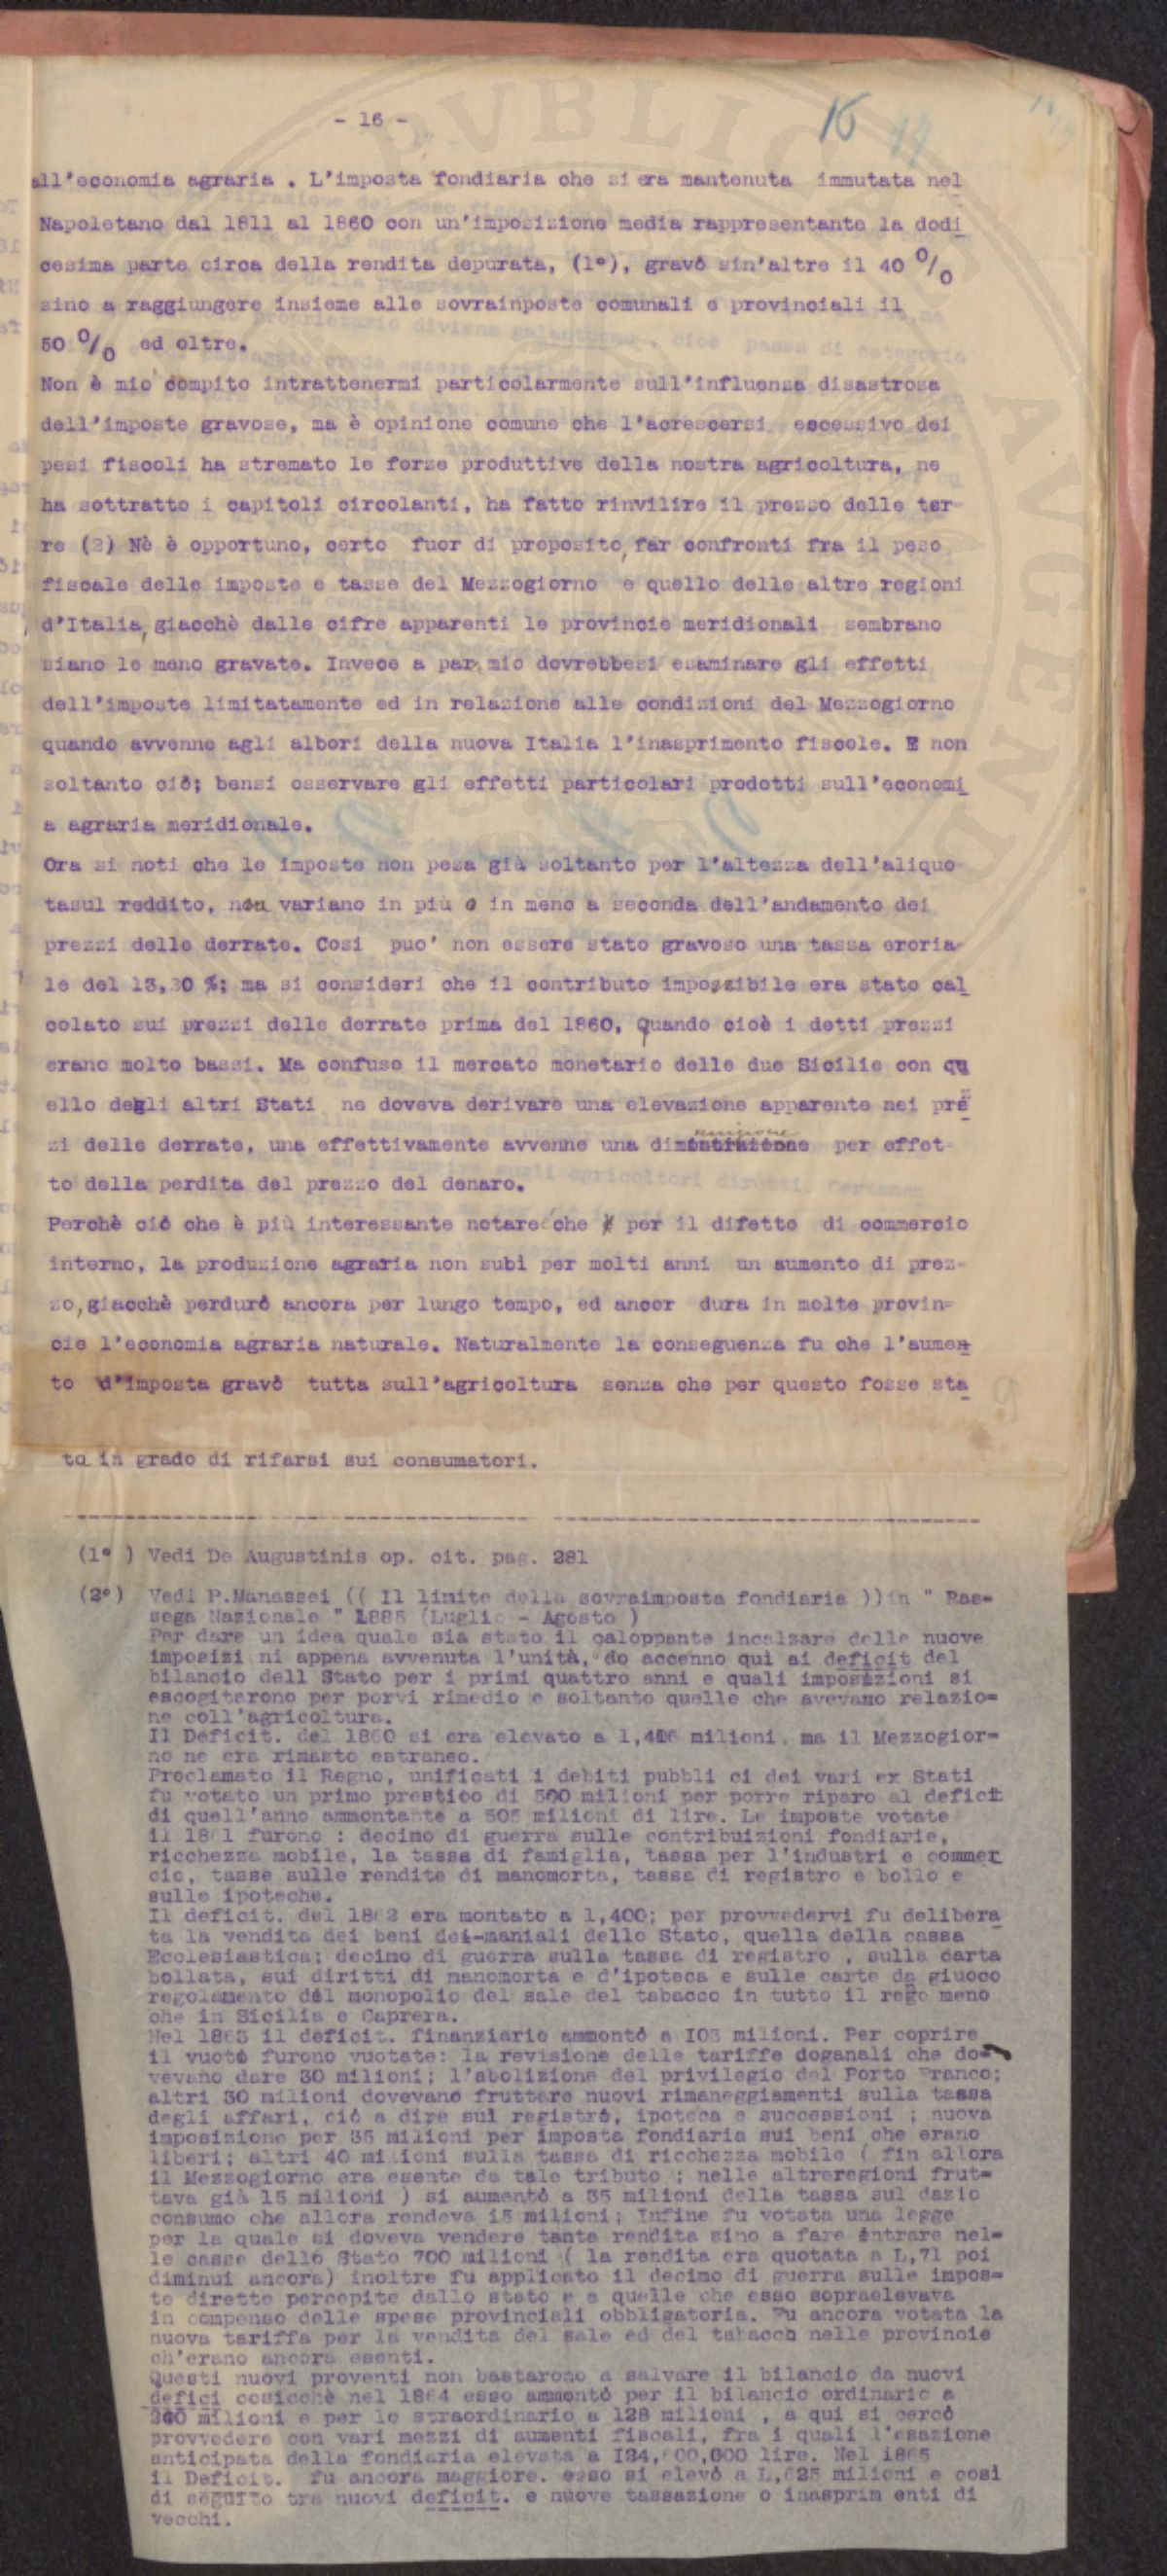 - 16 -
16
all'economia agraria . L'imposta fondiaria che si era mantenuta immutata nel
Napoletano dal 1811 al 1860 con un'imposizione media rappresentante la dodi
cesima parte circa della rendita depurata, (1°), gravò sin'altre il 40 %
sino a raggiungere insieme alle sovrainposte comunali e provinciali il
50 % ed oltre.
Non è mio compito intrattenermi particolarmente sull'influenza disastrosa
dell'imposte gravose, ma è opinione comune che l'acrescersi eccessivo dei
pesi fiscoli ha stremato le forze produttive della nostra agricoltura, ne
ha sottratto i capitoli circolanti, ha fatto rinvilire il prezzo delle ter-
re (2) Nè è opportuno, certo fuor di proposito, far confronti fra il peso
fiscale delle imposte e tasse del Mezzogiorno e quello delle altre regioni
d'Italia, giacchè dalle cifre apparenti le provincie meridionali sembrano
siano le meno gravate. Invece a par mio dovrebbesi esaminare gli effetti
dell'imposte limitatamente ed in relazione alle condizioni del Mezzogiorno
quando avvenne agli albori della nuova Italia l'inasprimento fiscole. E non
soltanto ciò; bensi osservare gli effetti particolari prodotti sull'economi
a agraria meridionale.
Ora si noti che le imposte non pesa già soltanto per l'altezza dell'aliquo-
tasul reddito, non variano in più o in meno a seconda dell'andamento dei
prezzi delle derrate. Cosi puo' non essere stato gravoso una tassa eroria-
le del 13,20 %; ma si consideri che il contributo impossibile era stato cal
colato sui prezzi delle derrate prima del 1860, Quando cioè i detti prezzi
erano molto bassi. Ma confuso il mercato monetario delle due Sicilie con qu
ello degli altri Stati ne doveva derivare una elevazione apparente nei prez
zi delle derrate, una effettivamente avvenne una diminuzione per effet-
to della perdita del prezzo del denaro.
Perchè ciò che è più interessante notare che per il difetto di commercio
interno, la produzione agraria non subì per molti anni un aumento di prez-
zo, giacchè perdurò ancora per lungo tempo, ed ancor dura in molte provin=
cie l'economia agraria naturale. Naturalmente la conseguenza fu che l'aumen
to d'imposta gravò tutta sull'agricoltura senza che per questo fosse sta
to in grado di rifarsi sui consumatori.
(1° ) Vedi De Augustinis op. cit. pag. 281
(2°) Vedi P.Manassei (( Il limite della sovraimposta fondiaria ))in " Ras=
sega Nazionale " 1885 (Luglio - Agosto )
Per dare un idea quale sia stato il galoppante incalzare delle nuove
imposizi ni appena avvenuta l'unità, do accenno quì ai deficit del
bilancio dell Stato per i primi quattro anni e quali imposizioni si
escogitarono per porvi rimedio e soltanto quelle che avevano relazio=
ne coll'agricoltura.
Il Deficit. del 1860 si era elevato a milioni, ma il Mezzogior=
no ne era rimasto estraneo.
Proclamato il Regno, unificati i debiti pubbli ci dei vari ex Stati
fu votato un primo prestico di 500 milioni per porre riparo al deficit
di quell'anno ammontante a 505 milioni di lire. Le imposte votate
il 1861 furono : decimo di guerra sulle contribuizioni fondiarie,
ricchezza mobile, la tassa di famiglia, tassa per l'industri e commer
cio, tasse sulle rendite di manomorta, tassa di registro e bollo e
sulle ipoteche.
Il deficit. del 1862 era montato a 1,400; per provvedervi fu delibera
ta la vendita dei beni dei-maniali dello Stato, quella della cassa
Ecclesiastica; decimo di guerra sulla tassa di registro , sulla carta
bollata, sui diritti di manomorta e d'ipoteca e sulle carte da giuoco
regolamento del monopolio del sale del tabacco in tutto il rego meno
che in Sicilia e Caprera.
Nel 1863 il deficit. finanziario ammontò a 103 milioni. Per coprire
il vuoto furono vuotate: la revisione delle tariffe doganali che do=
vevano dare 30 milioni; l'abolizione del privilegio del Porto Franco;
altri 30 milioni dovevano fruttare nuovi rimaneggiamenti sulla tassa
degli affari, ciò a dire sul registro, ipoteca e successioni ; nuova
imposizione per 35 milioni per imposta fondiaria sui beni che erano
liberi; altri 40 milioni sulla tassa di ricchezza mobile ( fin allora
il Mezzogiorno era esente da tale tributo ; nelle altreregioni frut=
tava già 15 milioni ) si aumentò a 35 milioni della tassa sul dazio
consumo che allora rendeva 15 milioni; Infine fu votata una legge
per la quale si doveva vendere tanta rendita sino a fare entrare nel=
le casse dello Stato 700 milioni ( la rendita era quotata a L,71 poi
diminui ancora) inoltre fu applicato il decimo di guerra sulle impos=
te dirette percepite dallo stato e a quelle che esso sopraelevava
in compenso delle spese provinciali obbligatoria. Fu ancora votata la
nuova tariffa per la vendita del sale ed del tabacco nelle provincie
ch'erano ancora esenti.
Questi nuovi proventi non bastarono a salvare il bilancio da nuovi
defici cosicchè nel 1864 esso ammontò per il bilancio ordinario a
milioni e per lo straordinario a 128 milioni , a qui si cercò
provvedere con vari mezzi di aumenti fiscali, fra i quali l'esazione
anticipata della fondiaria elevata a lire. Nel 1865
il Deficit. fu ancora maggiore. esso si elevò a L,625 milioni e così
di seguito tra nuovi deficit. e nuove tassazione o inasprim enti di
vecchi.